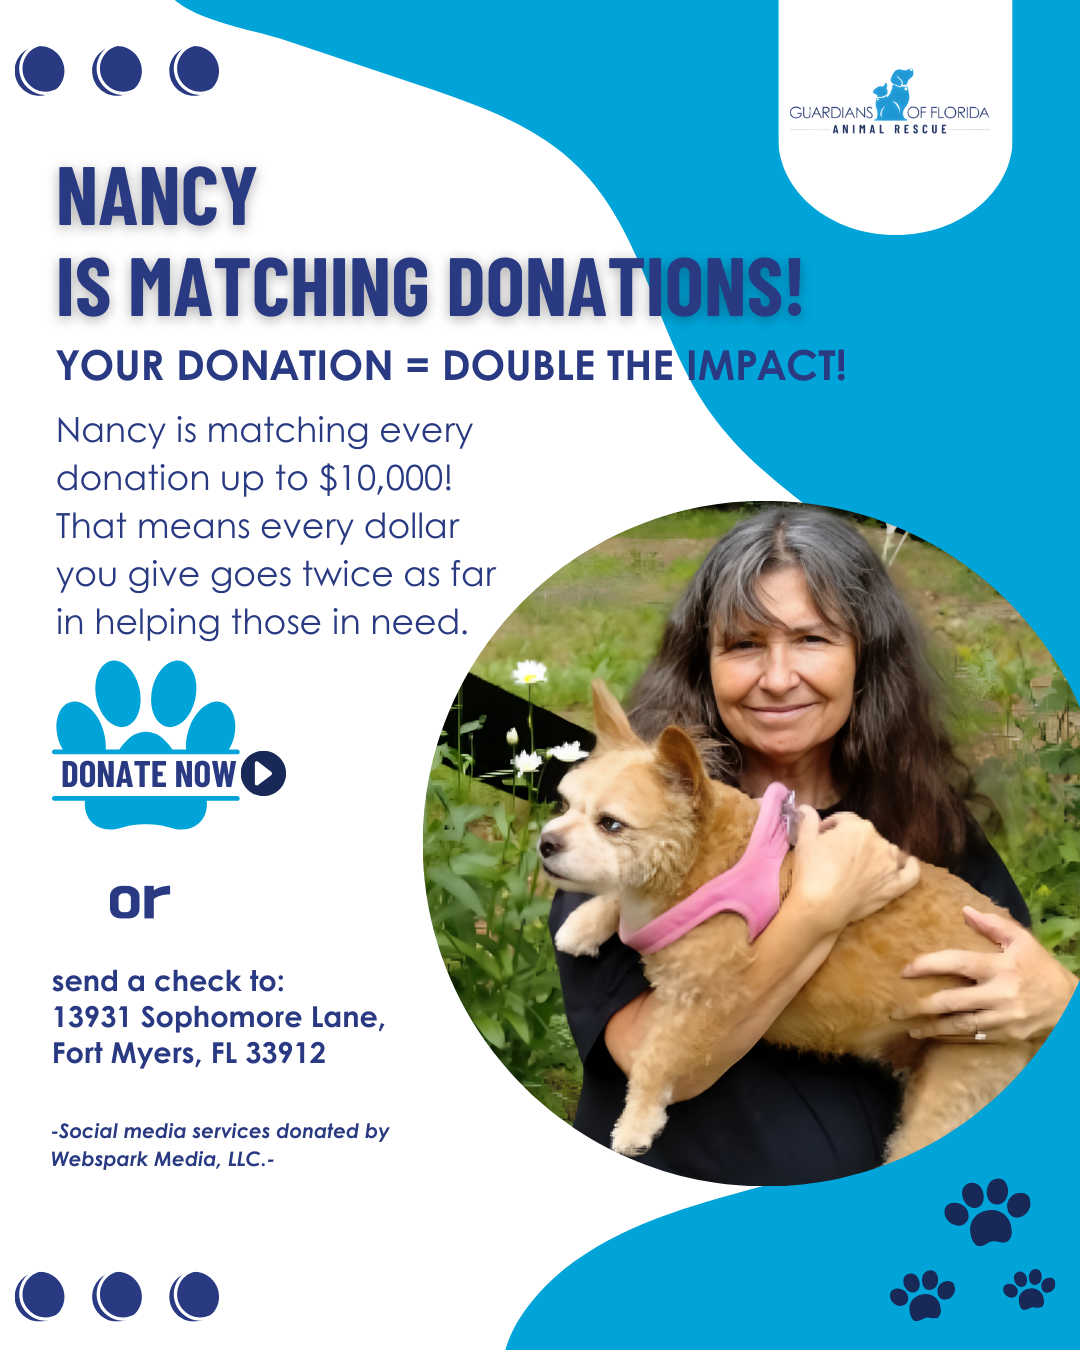 GUARDIANS OF FLORIDA
ANIMAL RESCUE
NANCY
IS MATCHING DONATIONS!
YOUR DONATION = DOUBLE THE IMPACT!
Nancy is matching every
donation up to $10,000!
That means every dollar
you give goes twice as far
in helping those in need.
DONATE NOW
or
send a check to:
13931 Sophomore Lane,
Fort Myers, FL 33912
-Social media services donated by
Webspark Media, LLC.-